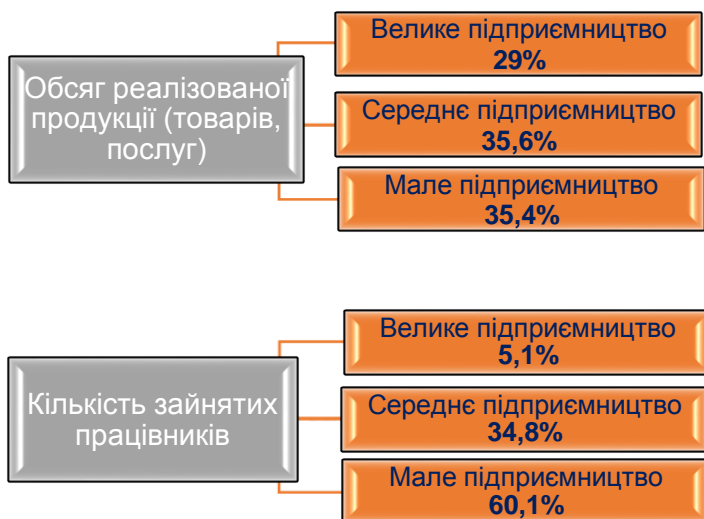 Обсяг реалізованої
продукції (товарів,
послуг)
Велике підприємництво
29%
Середнє підприємництво
35,6%
Мале підприємництво
35,4%
Кількість зайнятих
працівників
Велике підприємництво
5,1%
Середнє підприємництво
34,8%
Мале підприємництво
60,1%